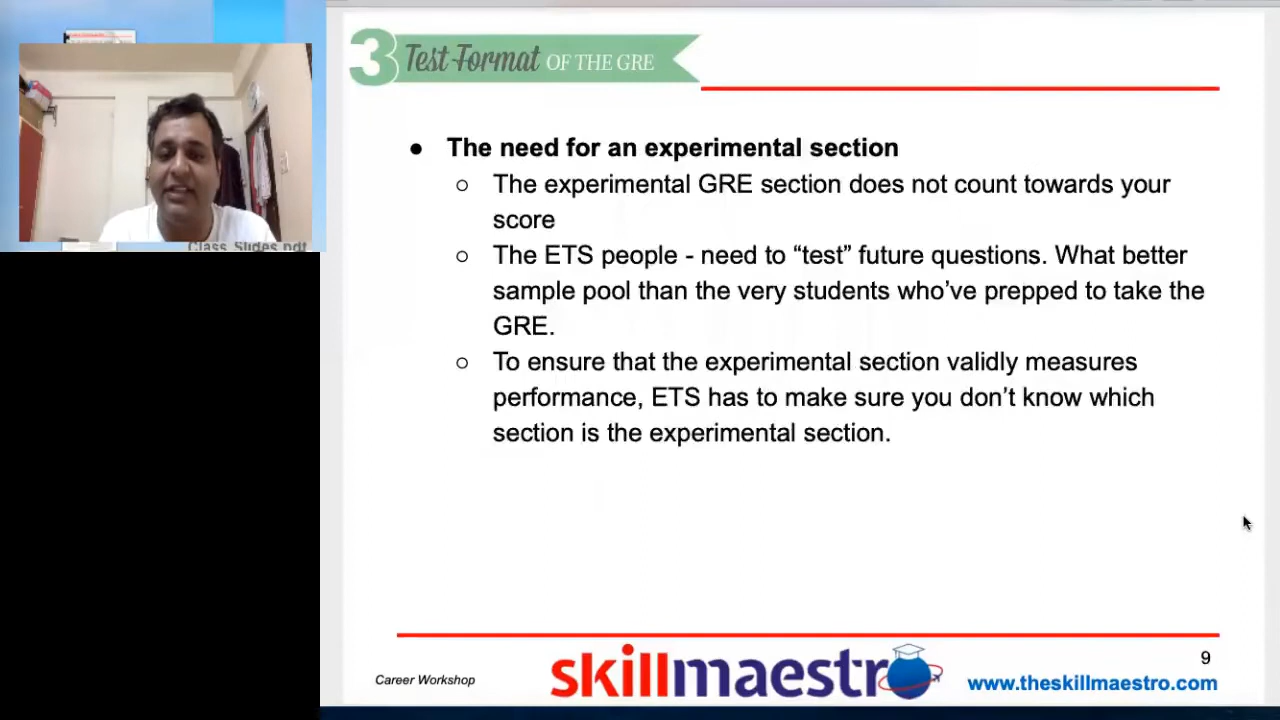 3 Test Format OF THE GRE
● The need for an experimental section
○ The experimental GRE section does not count towards your
score
○ The ETS people - need to “test” future questions. What better
sample pool than the very students who’ve prepped to take the
GRE.
○ To ensure that the experimental section validly measures
performance, ETS has to make sure you don’t know which
section is the experimental section.
Class Slides.pdf
9
Career Workshop
skillmaestro
www.theskillmaestro.com